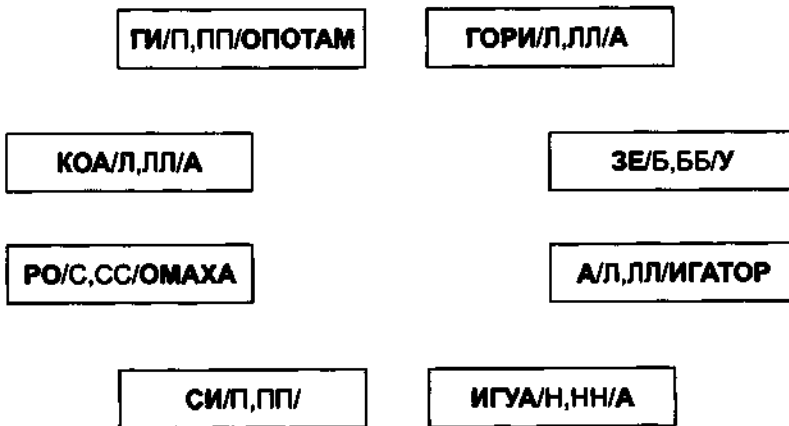 ГИ/П,ПП/ОПОТАМ
ГОРИ/Л,ЛЛ/А
КОА/Л,ЛЛ/А
ЗЕ/Б,ББ/У
РО/С,СС/ОМАХА
А/Л,ЛЛ/ИГАТОР
СИ/П,ПП/
ИГУА/Н,НН/А